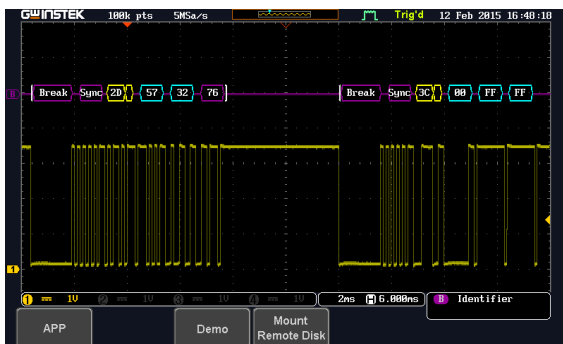 GWINSTEK 100k pts 5MSa/s Trig'd 12 Feb 2015 16:48:18
B Break Sync 2D 57 32 76 Break Sync 3C 00 FF FF
1
1 1V 2 1V 3 1V 4 1V 2ms H 6.000ms B Identifier
APP Demo Mount
Remote Disk